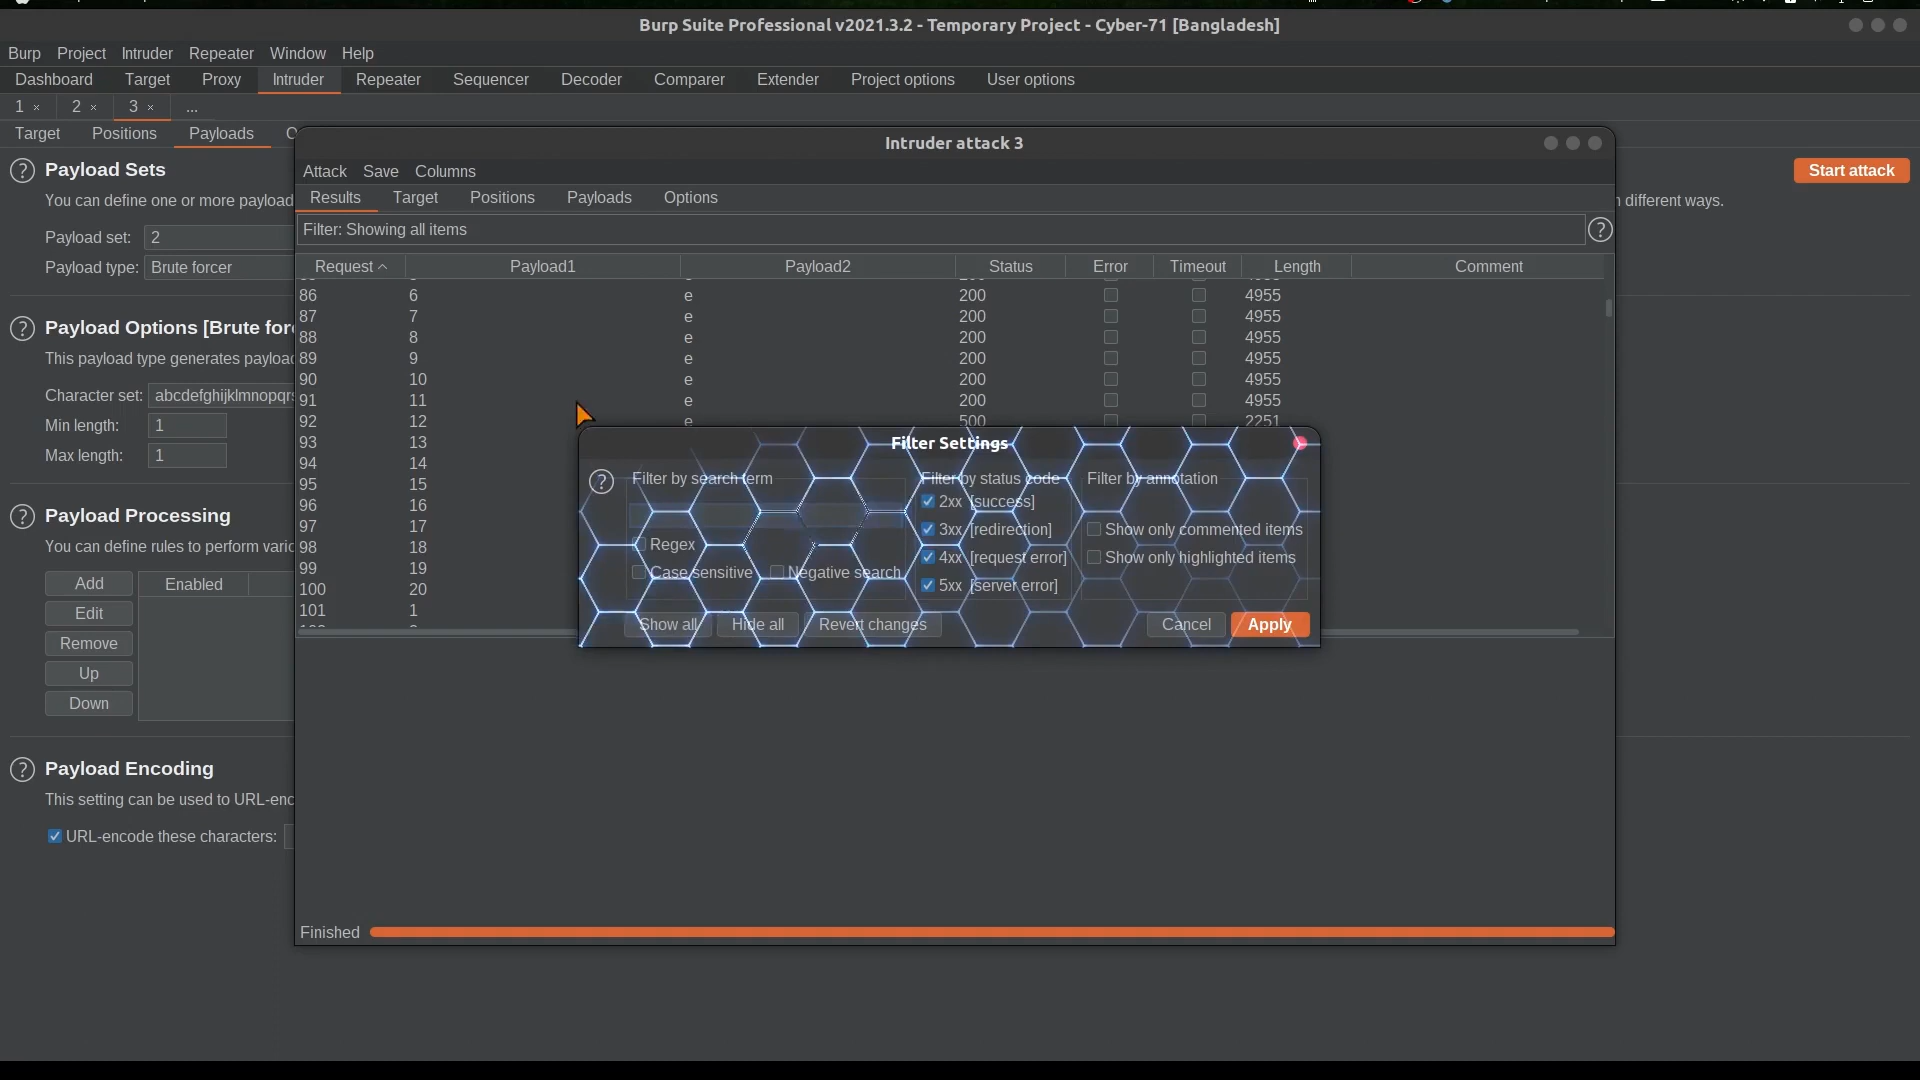 Burp Suite Professional v2021.3.2 - Temporary Project - Cyber-71 [Bangladesh]
Burp Project Intruder Repeater Window Help
Dashboard Target Proxy Intruder Repeater Sequencer Decoder Comparer Extender Project options User options
1 × 2 × 3 × ...
Target Positions Payloads O
Intruder attack 3
Attack Save Columns
Results Target Positions Payloads Options
Filter: Showing all items
?
Request Payload1 Payload2 Status Error Timeout Length Comment
86 6 e 200 4955
87 7 e 200 4955
88 8 e 200 4955
89 9 e 200 4955
90 10 e 200 4955
91 11 e 200 4955
92 12 e 500 2251
93 13
94 14
95 15
96 16
97 17
98 18
99 19
100 20
101 1
Filter Settings
? Filter by search term Filter by status code Filter by annotation
2xx [success]
3xx [redirection] Show only commented items
Regex 4xx [request error] Show only highlighted items
Case sensitive Negative search 5xx [server error]
Show all Hide all Revert changes Cancel Apply
Finished
? Payload Sets
Start attack
You can define one or more payload
different ways.
Payload set: 2
Payload type: Brute forcer
? Payload Options [Brute for
This payload type generates payload
Character set: abcdefghijklmnopqrs
Min length: 1
Max length: 1
? Payload Processing
You can define rules to perform vario
Add Enabled
Edit
Remove
Up
Down
? Payload Encoding
This setting can be used to URL-enc
URL-encode these characters: